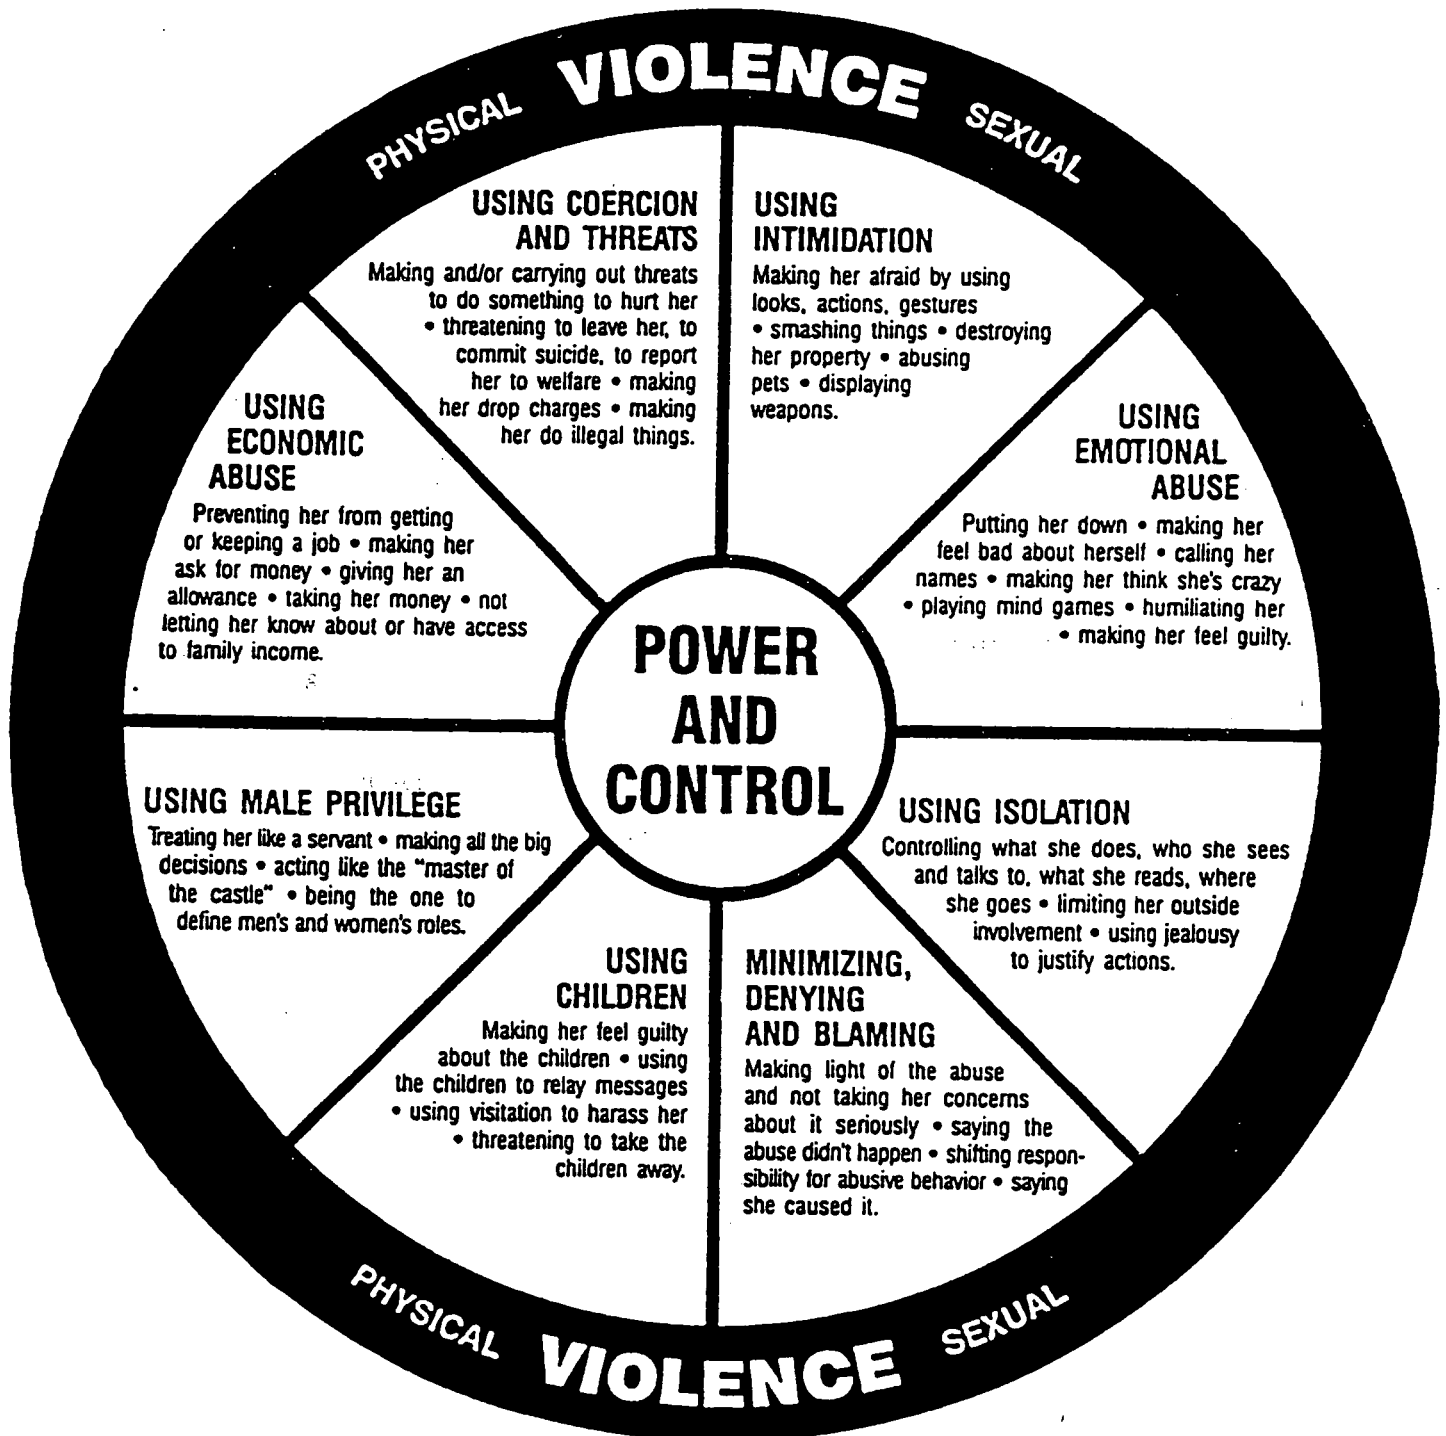 PHYSICAL VIOLENCE SEXUAL
USING COERCION
AND THREATS
Making and/or carrying out threats
to do something to hurt her
• threatening to leave her, to
commit suicide, to report
her to welfare • making
her drop charges • making
her do illegal things.
USING
INTIMIDATION
Making her afraid by using
looks, actions, gestures
• smashing things • destroying
her property • abusing
pets • displaying
weapons.
USING
EMOTIONAL
ABUSE
Putting her down • making her
feel bad about herself • calling her
names • making her think she's crazy
• playing mind games • humiliating her
• making her feel guilty.
USING ISOLATION
Controlling what she does, who she sees
and talks to, what she reads, where
she goes • limiting her outside
involvement • using jealousy
to justify actions.
MINIMIZING,
DENYING
AND BLAMING
Making light of the abuse
and not taking her concerns
about it seriously • saying the
abuse didn't happen • shifting respon-
sibility for abusive behavior • saying
she caused it.
USING
CHILDREN
Making her feel guilty
about the children • using
the children to relay messages
• using visitation to harass her
• threatening to take the
children away.
USING MALE PRIVILEGE
Treating her like a servant • making all the big
decisions • acting like the "master of
the castle" • being the one to
define men's and women's roles.
USING
ECONOMIC
ABUSE
Preventing her from getting
or keeping a job • making her
ask for money • giving her an
allowance • taking her money • not
letting her know about or have access
to family income.
POWER
AND
CONTROL
PHYSICAL VIOLENCE SEXUAL